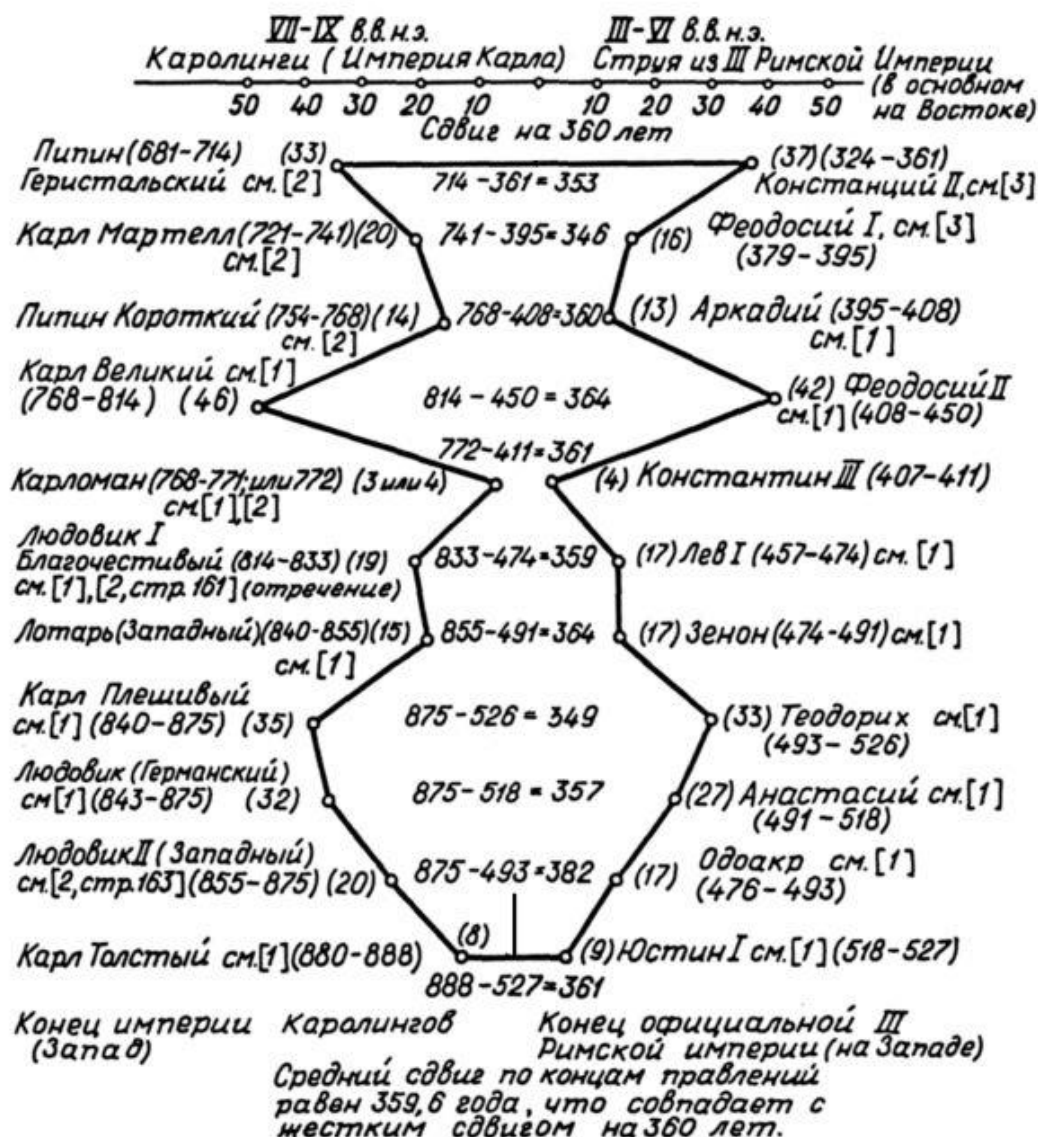 VII-IX в.в.н.э. III-VI в.в.н.э.
Каролинги (Империя Карла) Струя из III Римской Империи
(в основном
на Востоке)
50 40 30 20 10 10 20 30 40 50
Сдвиг на 360 лет
Пипин (681-714) (33) (37)(324-361)
Геристальский см.[2] 714-361=353 Констанций II, см.[3]
Карл Мартелл (721-741)(20) 741-395=346 (16) Феодосий I, см.[3]
см.[2] (379-395)
Пипин Короткий (754-768)(14) 768-408=360 (13) Аркадий (395-408)
см.[2] см.[1]
Карл Великий см.[1]
(768-814) (46) 814-450=364 (42) Феодосий II
см.[1] (408-450)
772-411=361
Карломан (768-771; или 772) (3 или 4) (4) Константин III (407-411)
см.[1],[2]
Людовик I
Благочестивый (814-833) (19) 833-474=359 (17) Лев I (457-474) см.[1]
см.[1],[2,стр.161] (отречение)
Лотарь (Западный)(840-855)(15) 855-491=364 (17) Зенон (474-491) см.[1]
см.[1]
Карл Плешивый
см.[1] (840-875) (35) 875-526=349 (33) Теодорих см.[1]
(493-526)
Людовик (Германский)
см[1] (843-875) (32) 875-518=357 (27) Анастасий см.[1]
(491-518)
Людовик II (Западный)
см.[2,стр.163] (855-875) (20) 875-493=382 (17) Одоакр см.[1]
(476-493)
Карл Толстый см.[1] (880-888) (8) (9) Юстин I см.[1] (518-527)
888-527=361
Конец империи Каролингов Конец официальной III
(Запад) Римской империи (на Западе)
Средний сдвиг по концам правлений
равен 359,6 года, что совпадает с
жестким сдвигом на 360 лет.